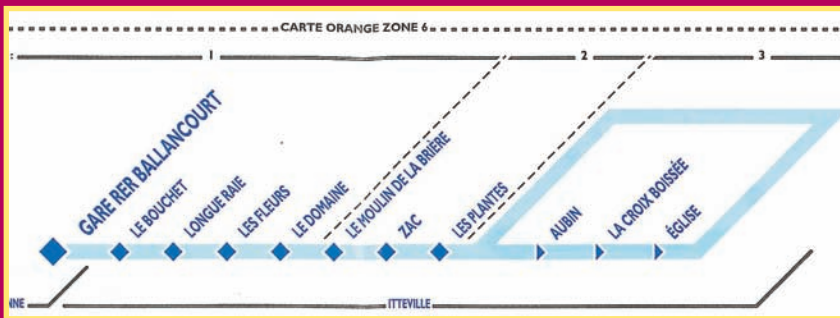 CARTE ORANGE ZONE 6
1
2
3
GARE RER BALLANCOURT
LE BOUCHET
LONGUE RAIE
LES FLEURS
LE DOMAINE
LE MOULIN DE LA BRIÈRE
ZAC
LES PLANTES
AUBIN
LA CROIX BOISSÉE
ÉGLISE
ITTEVILLE